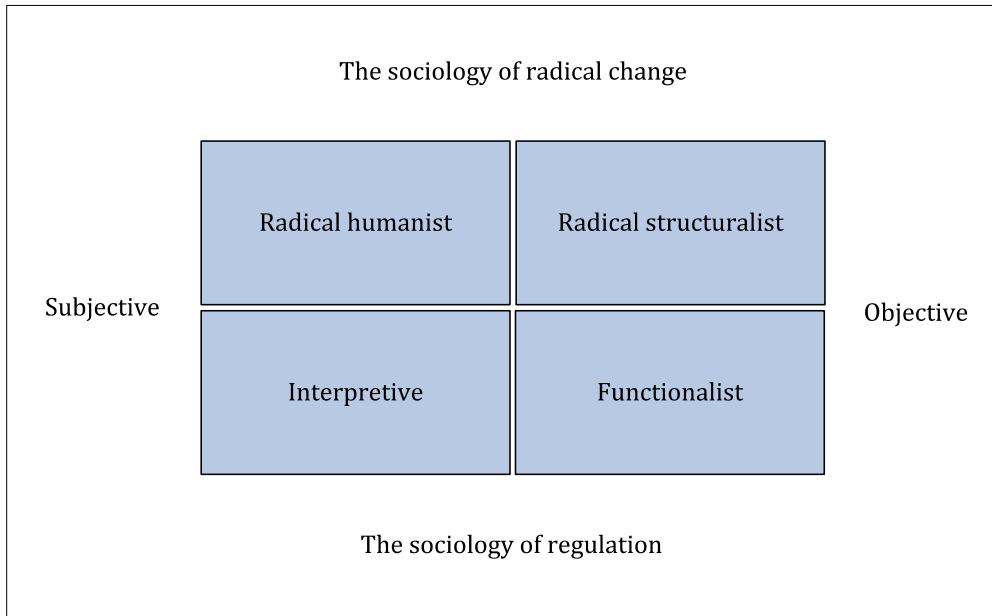 The sociology of radical change
Radical humanist
Radical structuralist
Subjective
Objective
Interpretive
Functionalist
The sociology of regulation